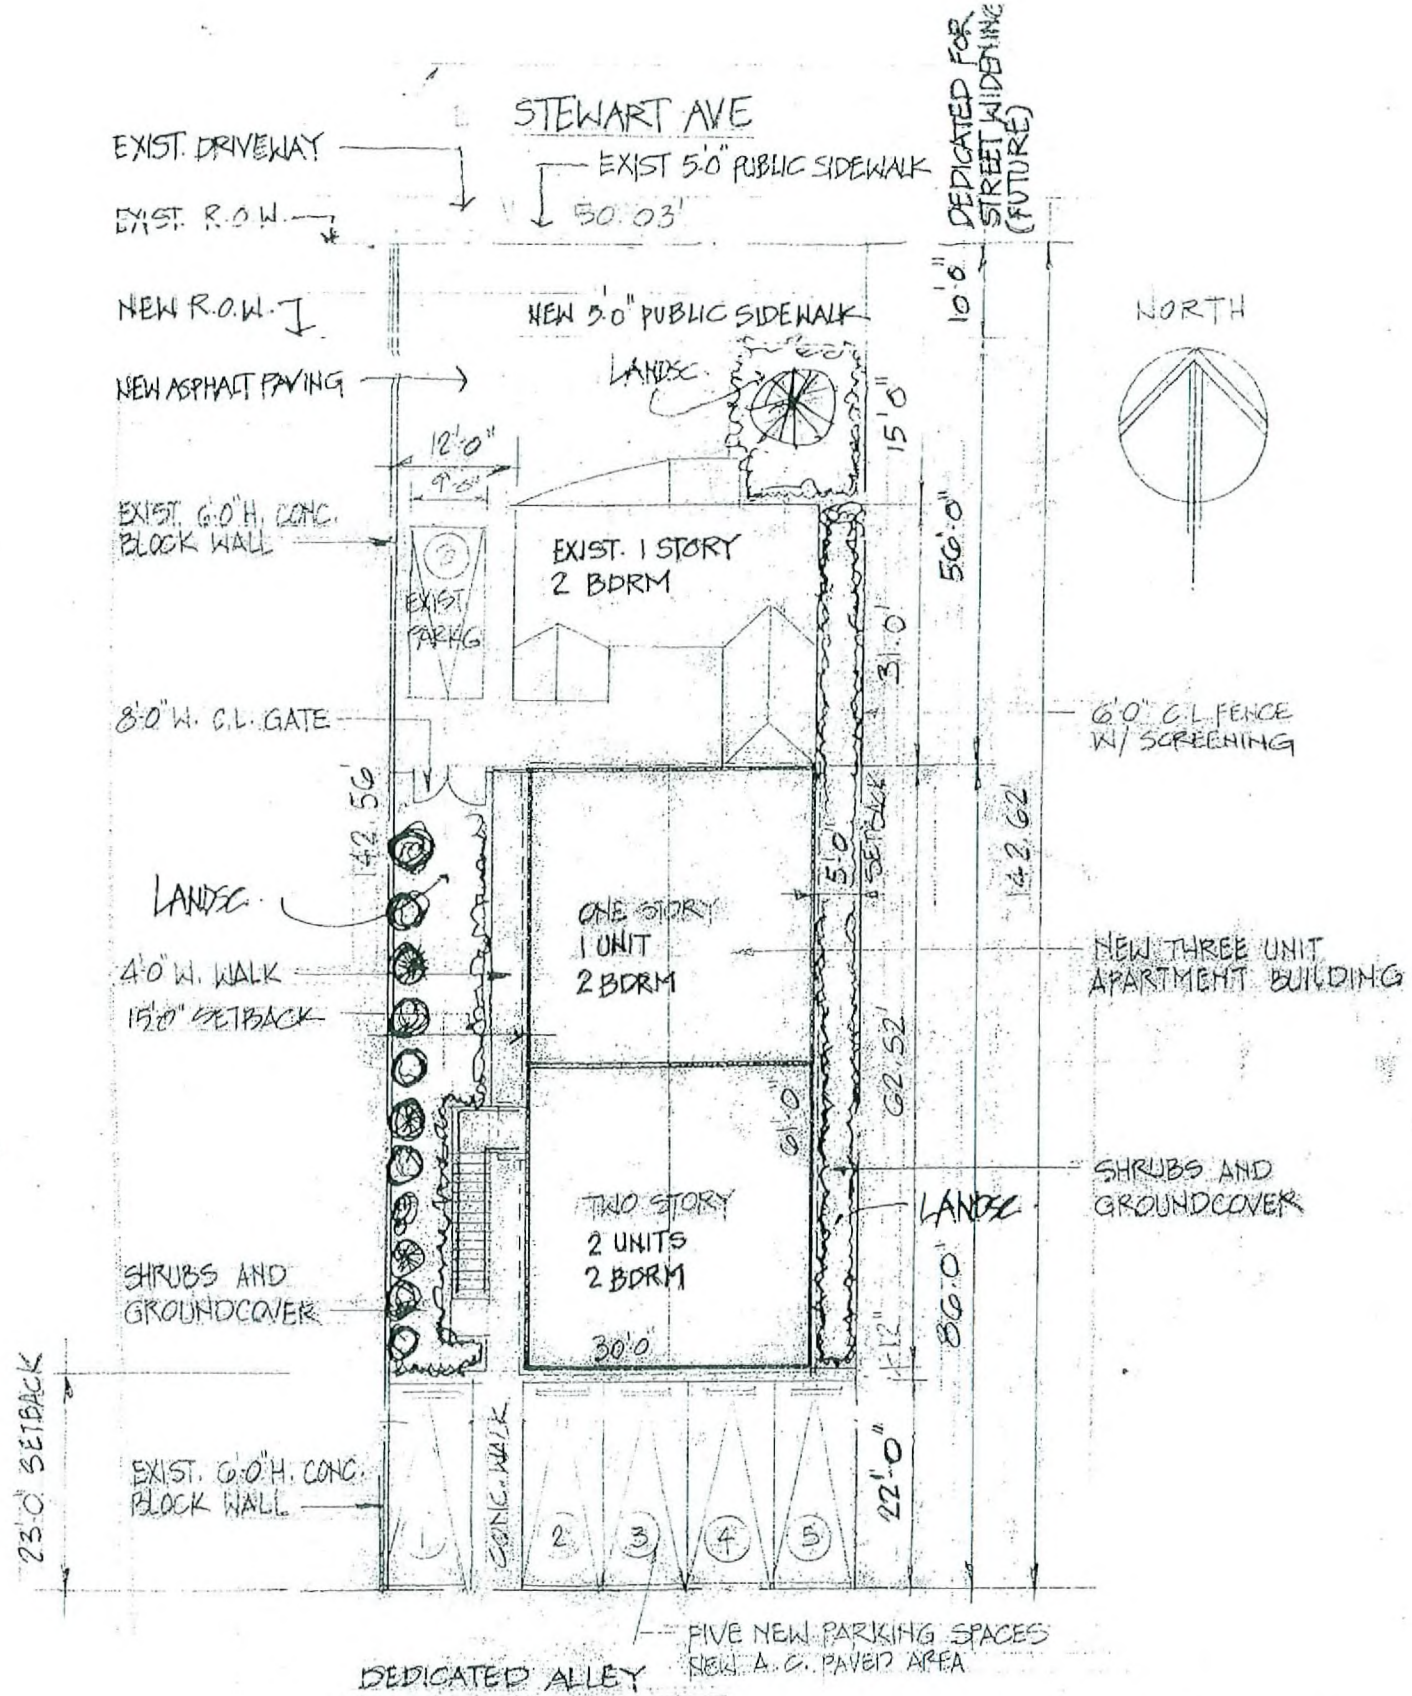 DEDICATED FOR
STREET WIDENING
(FUTURE)
STEWART AVE
EXIST. DRIVEWAY
EXIST 5'0" PUBLIC SIDEWALK
EXIST. R.O.W.
50.03'
10'0"
NEW R.O.W.
NEW 5'0" PUBLIC SIDEWALK
NORTH
LANDSC.
NEW ASPHALT PAVING
15'0"
12'0"
EXIST. 6'0" H. CONC.
BLOCK WALL
EXIST. 1 STORY
2 BDRM
56'0"
EXIST.
PARK'G
31'0'
8'0" W. C.L. GATE
6'0" C.L. FENCE
W/ SCREENING
142.56'
142.62'
5'0"
SETBACK
LANDSC.
ONE STORY
1 UNIT
2 BDRM
4'0" W. WALK
15'0" SETBACK
NEW THREE UNIT
APARTMENT BUILDING
62.52'
61'0"
SHRUBS AND
GROUNDCOVER
LANDSC.
TWO STORY
2 UNITS
2 BDRM
SHRUBS AND
GROUNDCOVER
30'0"
86'0"
23'0" SETBACK
EXIST. 6'0" H. CONC.
BLOCK WALL
CONC. WALK
22'-0"
1
2
3
4
5
FIVE NEW PARKING SPACES
NEW A.C. PAVED AREA
DEDICATED ALLEY